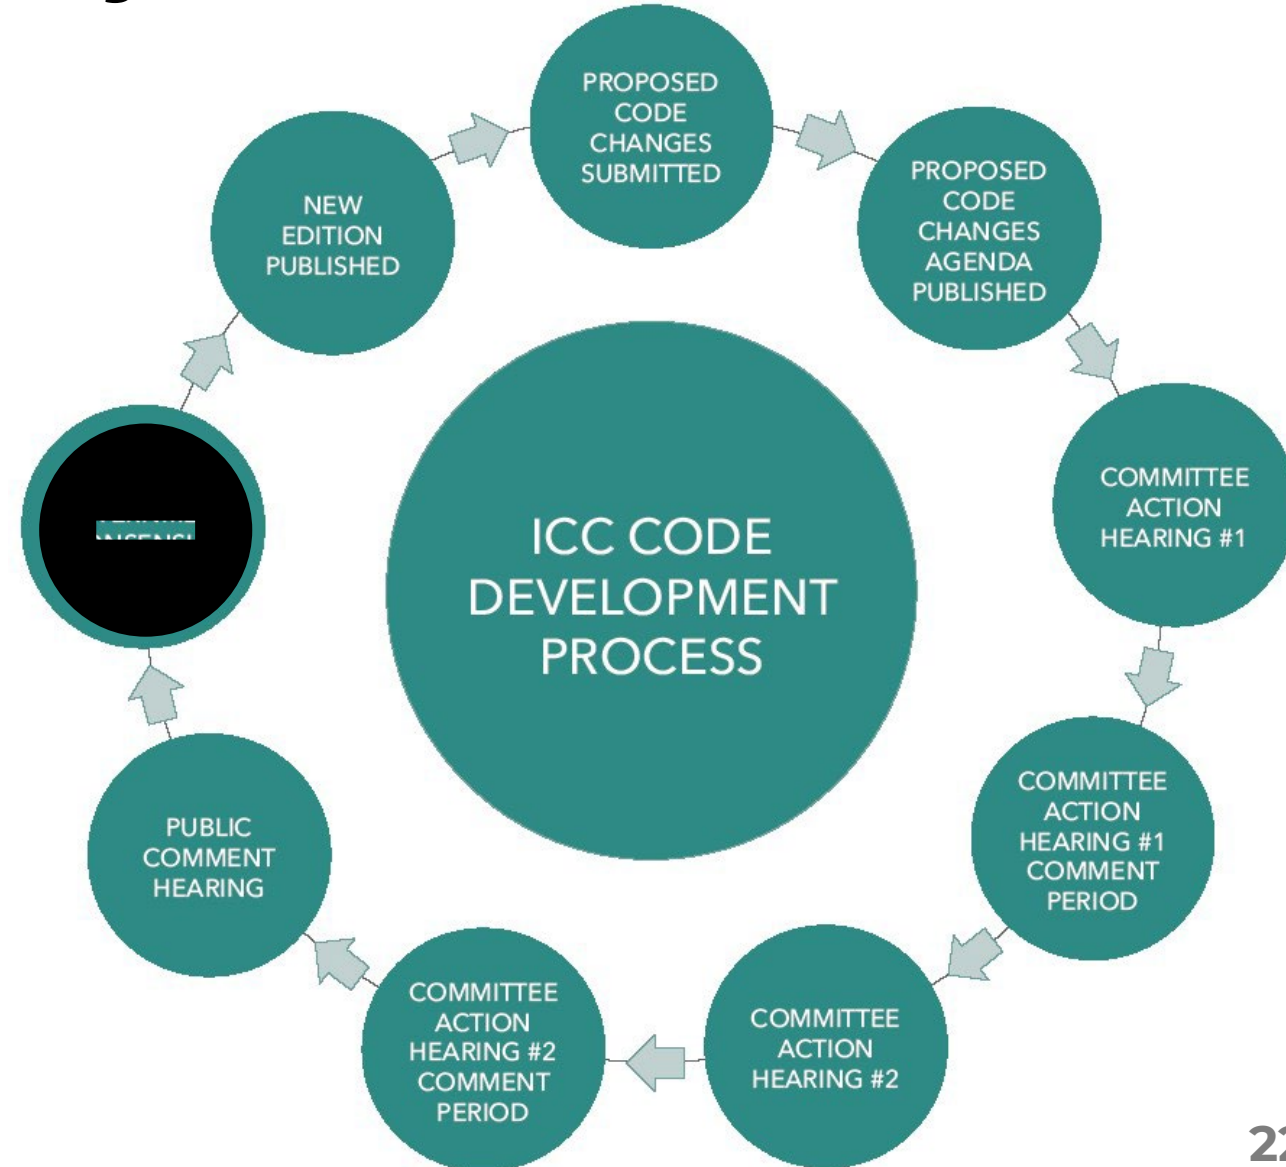 PROPOSED
CODE
CHANGES
SUBMITTED
PROPOSED
CODE
CHANGES
AGENDA
PUBLISHED
COMMITTEE
ACTION
HEARING #1
COMMITTEE
ACTION
HEARING #1
COMMENT
PERIOD
COMMITTEE
ACTION
HEARING #2
COMMITTEE
ACTION
HEARING #2
COMMENT
PERIOD
PUBLIC
COMMENT
HEARING
NEW
EDITION
PUBLISHED
ICC CODE
DEVELOPMENT
PROCESS